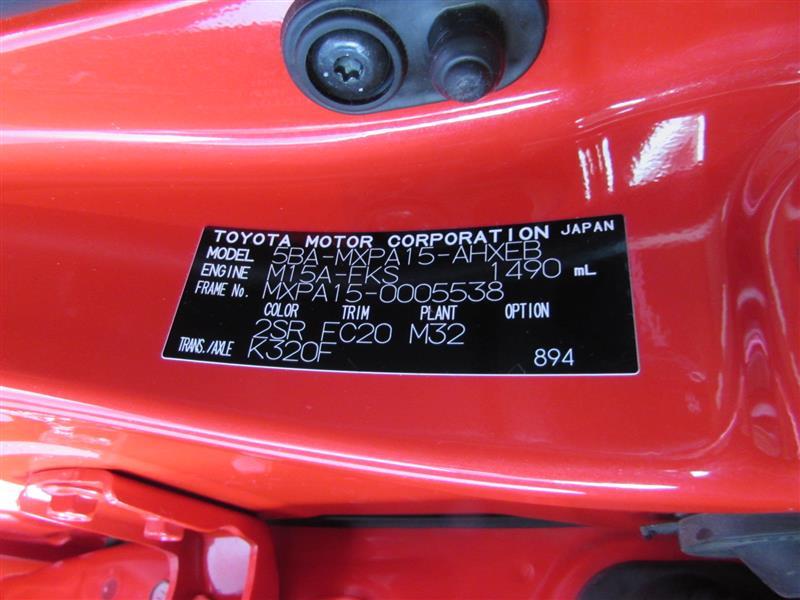 TOYOTA MOTOR CORPORATION JAPAN
MODEL 5BA-MXPA15-AHXEB
ENGINE M15A-FKS 1490 mL
FRAME No. MXPA15-0005538
COLOR TRIM PLANT OPTION
2SR EC20 M32
TRANS./AXLE K320F 894